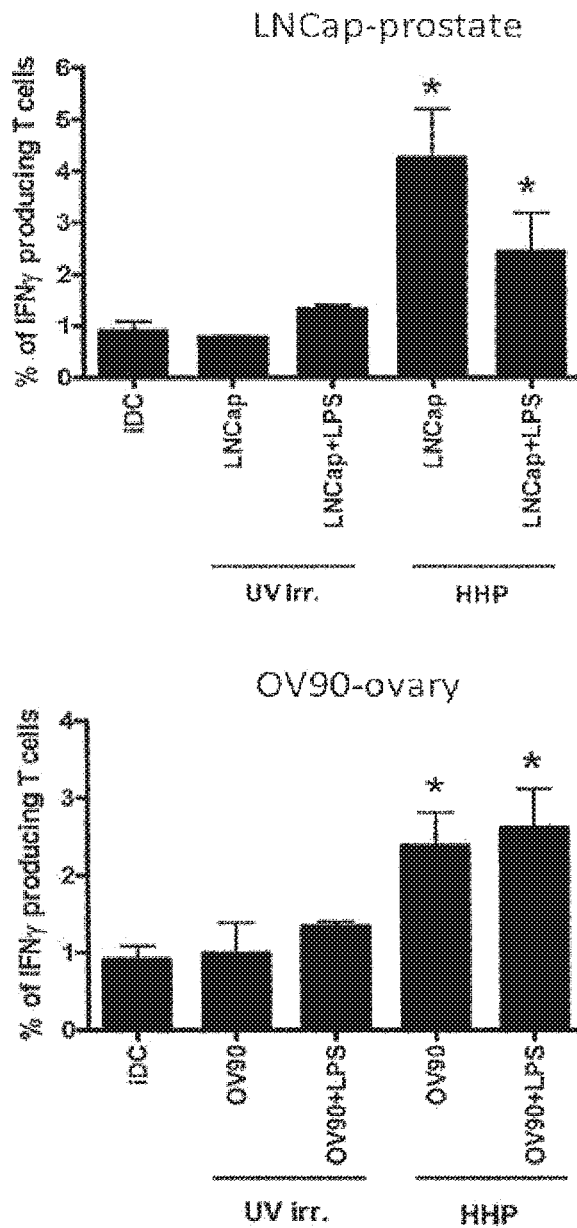 LNCap-prostate
% of IFNγ producing T cells
6
5
4
3
2
1
0
*
*
iDC
LNCap
LNCap+LPS
LNCap
LNCap+LPS
UV irr.
HHP
OV90-ovary
% of IFNγ producing T cells
4
3
2
1
0
*
*
iDC
OV90
OV90+LPS
OV90
OV90+LPS
UV irr.
HHP